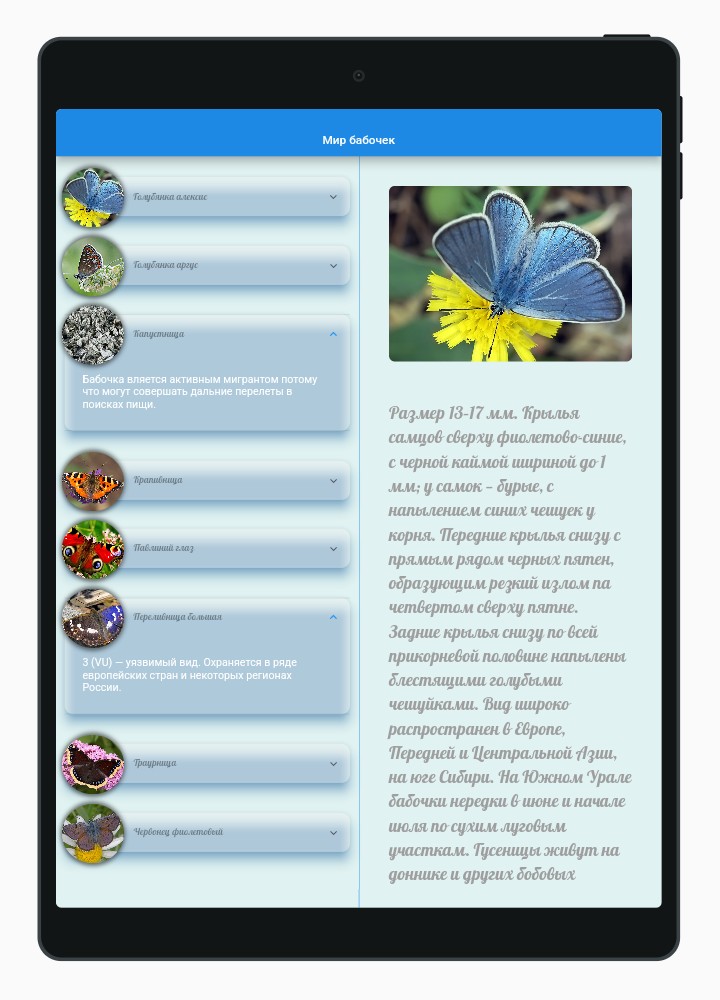 Мир бабочек
Голубянка алексис
Голубянка аргус
Капустница
Бабочка вляется активным мигрантом потому
что могут совершать дальние перелеты в
поисках пищи.
Крапивница
Павлиний глаз
Переливница большая
3 (VU) — уязвимый вид. Охраняется в ряде
европейских стран и некоторых регионах
России.
Траурница
Червонец фиолетовый
Размер 13-17 мм. Крылья
самцов сверху фиолетово-синие,
с черной каймой шириной до 1
мм; у самок – бурые, с
напылением синих чешуек у
корня. Передние крылья снизу с
прямым рядом черных пятен,
образующим резкий излом на
четвертом сверху пятне.
Задние крылья снизу по всей
прикорневой половине напылены
блестящими голубыми
чешуйками. Вид широко
распространен в Европе,
Передней и Центральной Азии,
на юге Сибири. На Южном Урале
бабочки нередки в июне и начале
июля по сухим луговым
участкам. Гусеницы живут на
доннике и других бобовых